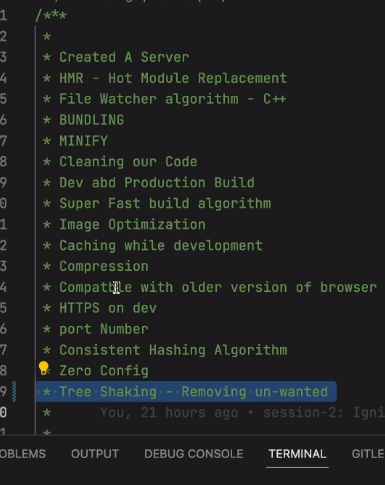 1 /***
2 *
3 * Created A Server
4 * HMR - Hot Module Replacement
5 * File Watcher algorithm - C++
6 * BUNDLING
7 * MINIFY
8 * Cleaning our Code
9 * Dev abd Production Build
0 * Super Fast build algorithm
1 * Image Optimization
2 * Caching while development
3 * Compression
4 * Compatible with older version of browser
5 * HTTPS on dev
6 * port Number
7 * Consistent Hashing Algorithm
8 Zero Config
9 * Tree Shaking - Removing un-wanted
0 * You, 21 hours ago • session-2: Igni
1 *
OBLEMS OUTPUT DEBUG CONSOLE TERMINAL GITLE